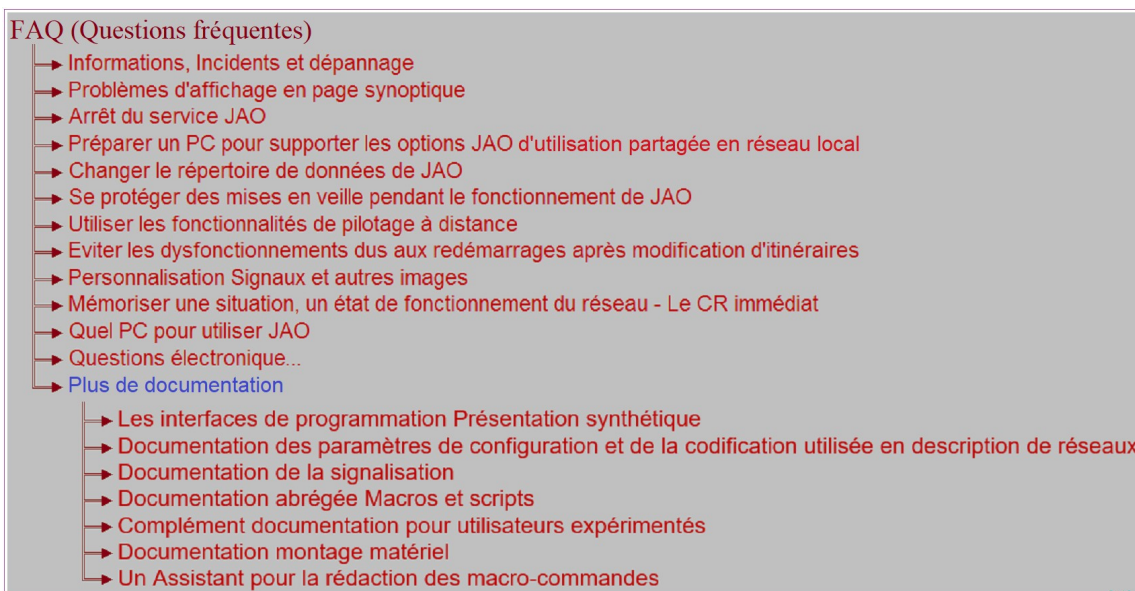 FAQ (Questions fréquentes)
Informations, Incidents et dépannage
Problèmes d'affichage en page synoptique
Arrêt du service JAO
Préparer un PC pour supporter les options JAO d'utilisation partagée en réseau local
Changer le répertoire de données de JAO
Se protéger des mises en veille pendant le fonctionnement de JAO
Utiliser les fonctionnalités de pilotage à distance
Eviter les dysfonctionnements dus aux redémarrages après modification d'itinéraires
Personnalisation Signaux et autres images
Mémoriser une situation, un état de fonctionnement du réseau - Le CR immédiat
Quel PC pour utiliser JAO
Questions électronique...
Plus de documentation
Les interfaces de programmation Présentation synthétique
Documentation des paramètres de configuration et de la codification utilisée en description de réseaux
Documentation de la signalisation
Documentation abrégée Macros et scripts
Complément documentation pour utilisateurs expérimentés
Documentation montage matériel
Un Assistant pour la rédaction des macro-commandes